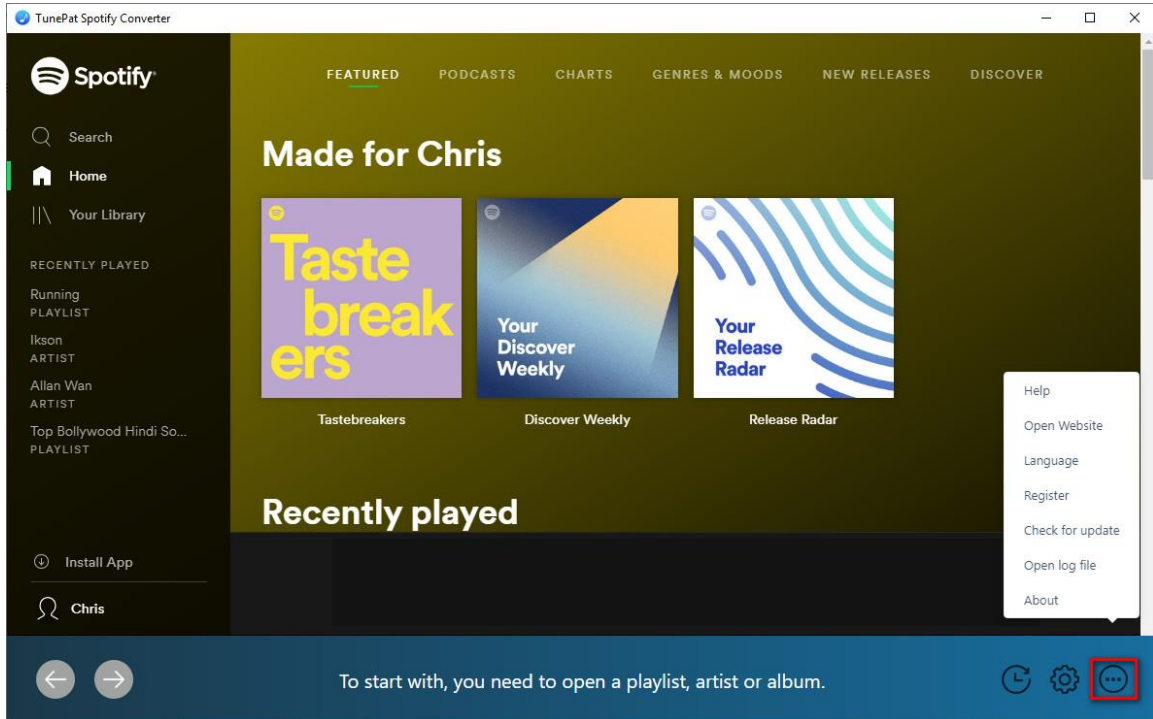 TunePat Spotify Converter
Spotify
Search
Home
Your Library
RECENTLY PLAYED
Running
PLAYLIST
Ikson
ARTIST
Allan Wan
ARTIST
Top Bollywood Hindi So...
PLAYLIST
Install App
Chris
FEATURED PODCASTS CHARTS GENRES & MOODS NEW RELEASES DISCOVER
Made for Chris
Taste
break
ers
Your
Discover
Weekly
Your
Release
Radar
Tastebreakers Discover Weekly Release Radar
Recently played
Help
Open Website
Language
Register
Check for update
Open log file
About
To start with, you need to open a playlist, artist or album.